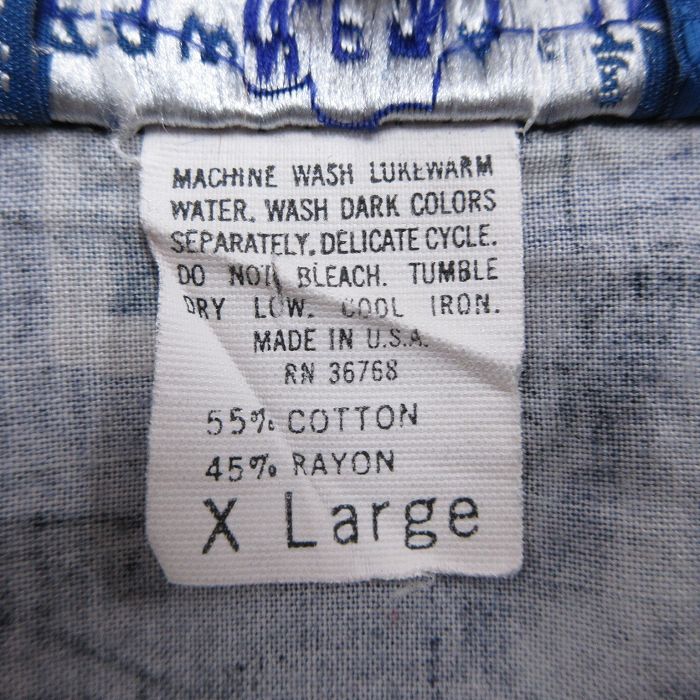 MACHINE WASH LUKEWARM
WATER. WASH DARK COLORS
SEPARATELY. DELICATE CYCLE.
DO NOT BLEACH. TUMBLE
DRY LOW. COOL IRON.
MADE IN U.S.A.
RN 36768
55% COTTON
45% RAYON
X Large